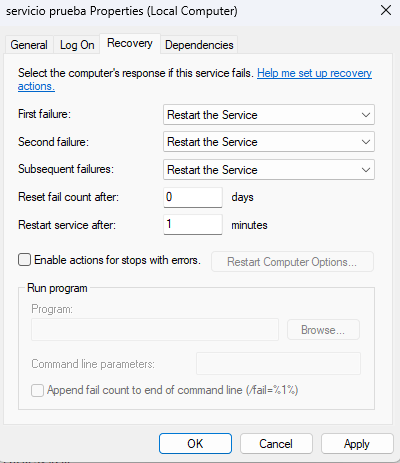 servicio prueba Properties (Local Computer)
General Log On Recovery Dependencies
Select the computer's response if this service fails. Help me set up recovery
actions.
First failure: Restart the Service
Second failure: Restart the Service
Subsequent failures: Restart the Service
Reset fail count after: 0 days
Restart service after: 1 minutes
Enable actions for stops with errors. Restart Computer Options...
Run program
Program:
Browse...
Command line parameters:
Append fail count to end of command line (/fail=%1%)
OK Cancel Apply